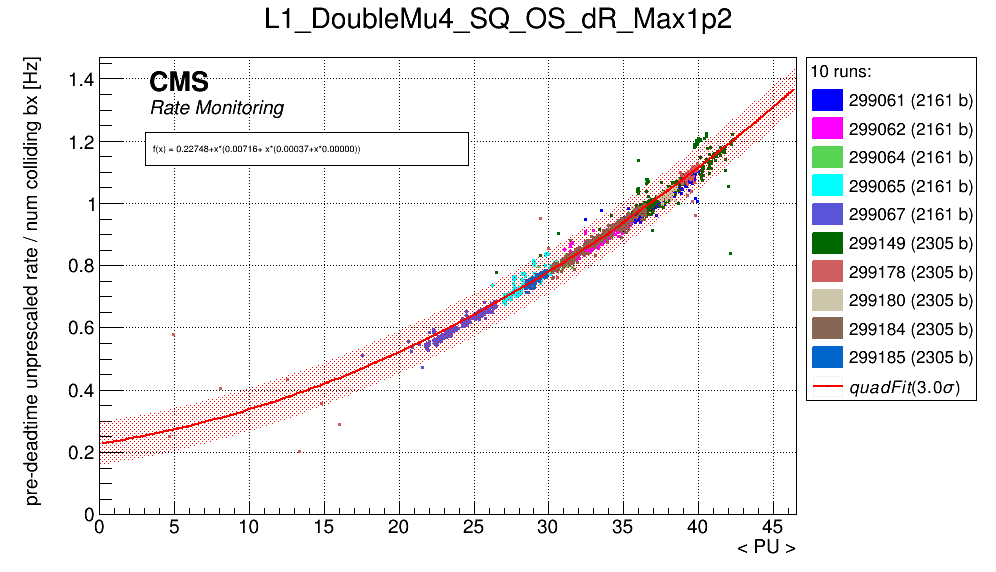 L1_DoubleMu4_SQ_OS_dR_Max1p2
pre-deadtime unprescaled rate / num colliding bx [Hz]
CMS
Rate Monitoring
f(x) = 0.22748+x*(0.00716+ x*(0.00037+x*0.00000))
1.4
1.2
1
0.8
0.6
0.4
0.2
0
0 5 10 15 20 25 30 35 40 45
< PU >
10 runs:
299061 (2161 b)
299062 (2161 b)
299064 (2161 b)
299065 (2161 b)
299067 (2161 b)
299149 (2305 b)
299178 (2305 b)
299180 (2305 b)
299184 (2305 b)
299185 (2305 b)
quadFit(3.0σ)